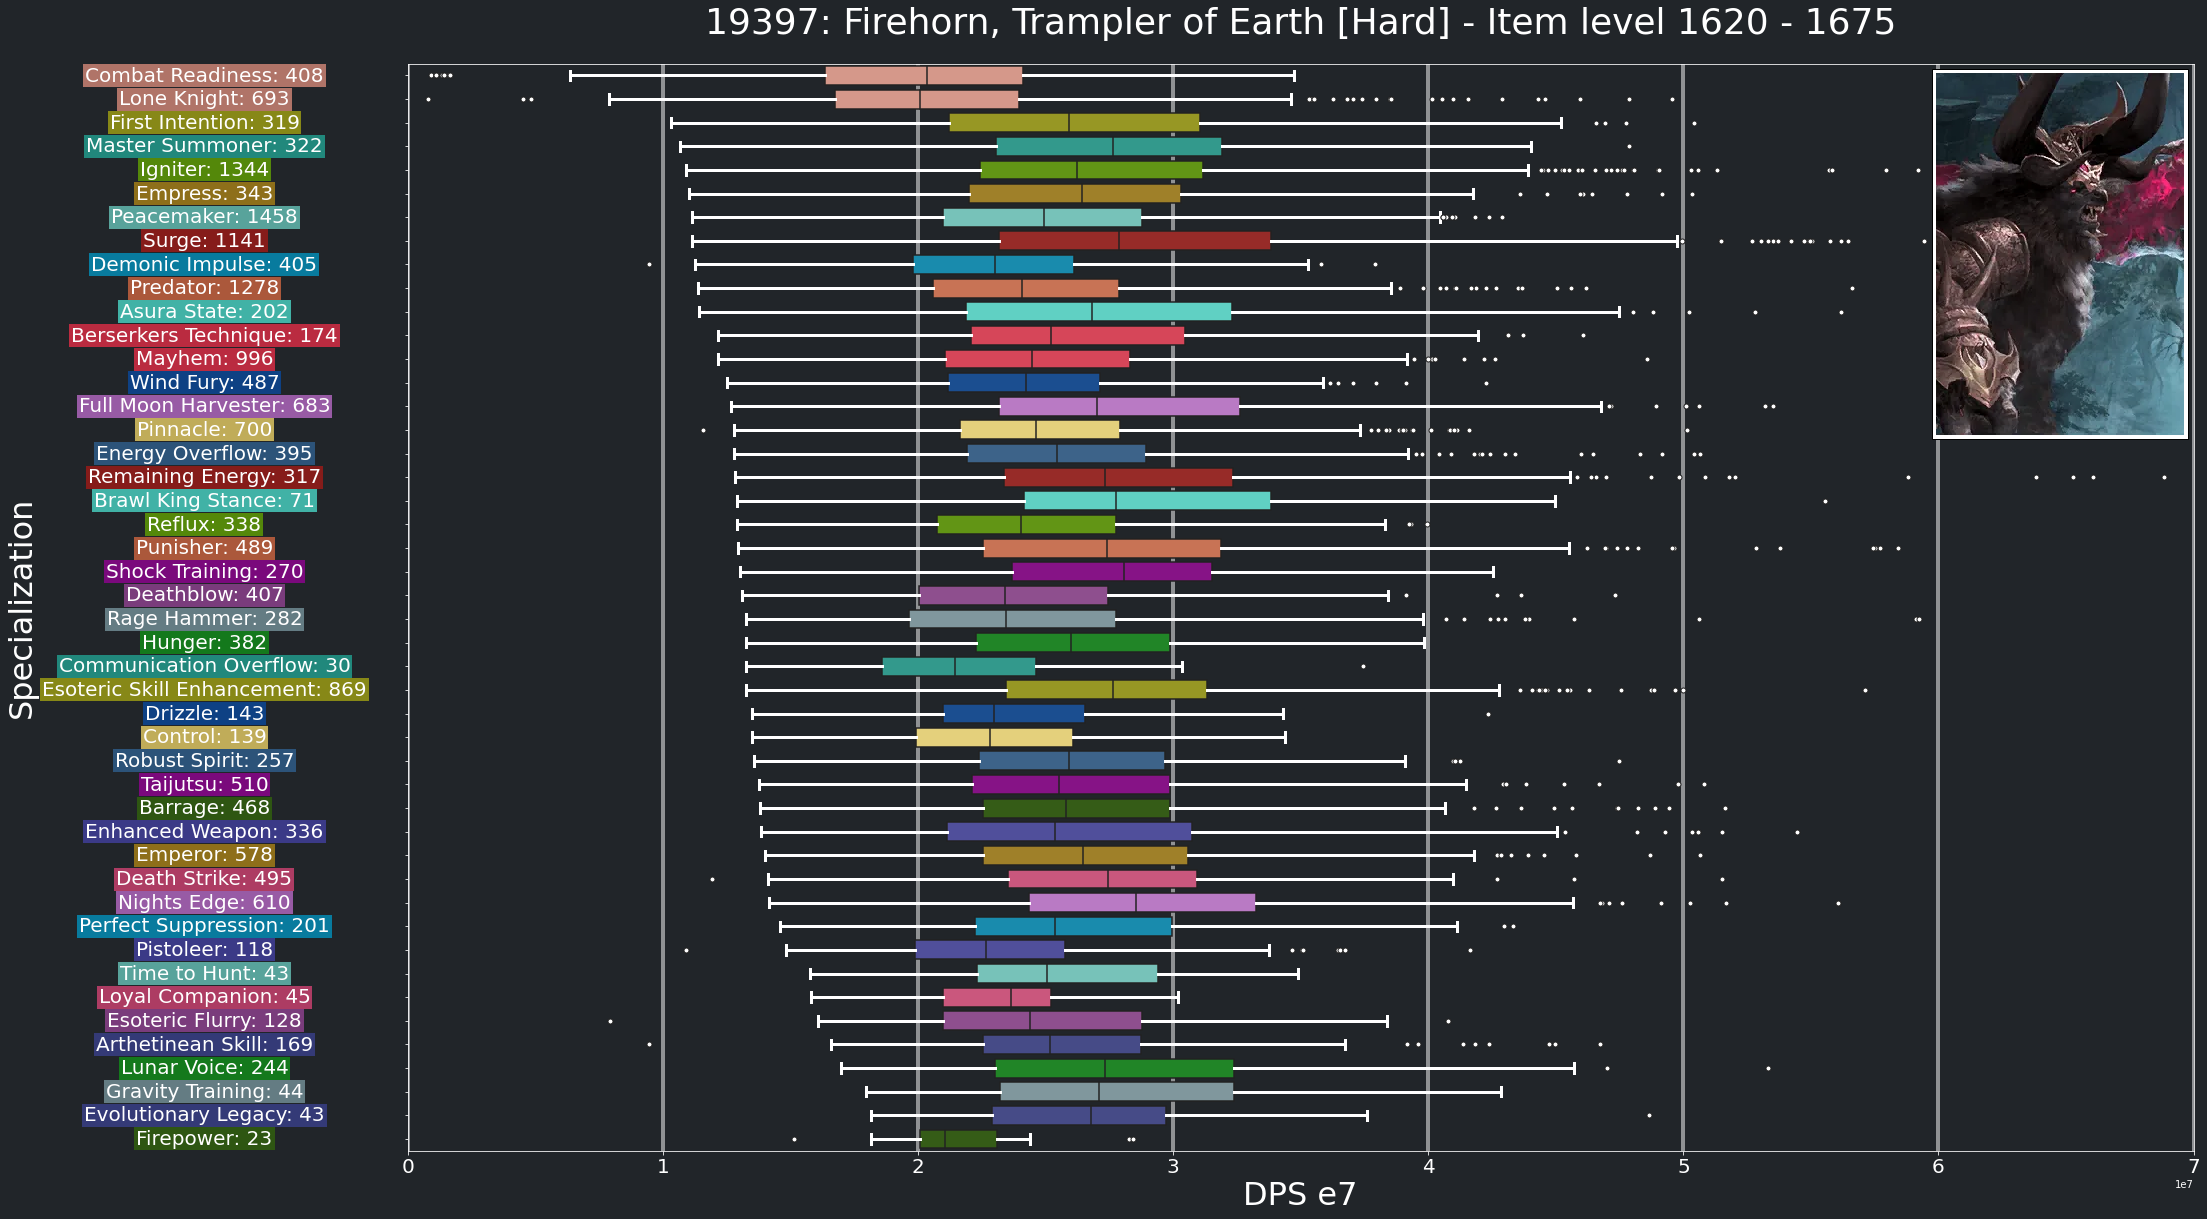 19397: Firehorn, Trampler of Earth [Hard] - Item level 1620 - 1675
Specialization
Combat Readiness: 408
Lone Knight: 693
First Intention: 319
Master Summoner: 322
Igniter: 1344
Empress: 343
Peacemaker: 1458
Surge: 1141
Demonic Impulse: 405
Predator: 1278
Asura State: 202
Berserkers Technique: 174
Mayhem: 996
Wind Fury: 487
Full Moon Harvester: 683
Pinnacle: 700
Energy Overflow: 395
Remaining Energy: 317
Brawl King Stance: 71
Reflux: 338
Punisher: 489
Shock Training: 270
Deathblow: 407
Rage Hammer: 282
Hunger: 382
Communication Overflow: 30
Esoteric Skill Enhancement: 869
Drizzle: 143
Control: 139
Robust Spirit: 257
Taijutsu: 510
Barrage: 468
Enhanced Weapon: 336
Emperor: 578
Death Strike: 495
Nights Edge: 610
Perfect Suppression: 201
Pistoleer: 118
Time to Hunt: 43
Loyal Companion: 45
Esoteric Flurry: 128
Arthetinean Skill: 169
Lunar Voice: 244
Gravity Training: 44
Evolutionary Legacy: 43
Firepower: 23
0 1 2 3 4 5 6 7
1e7
DPS e7